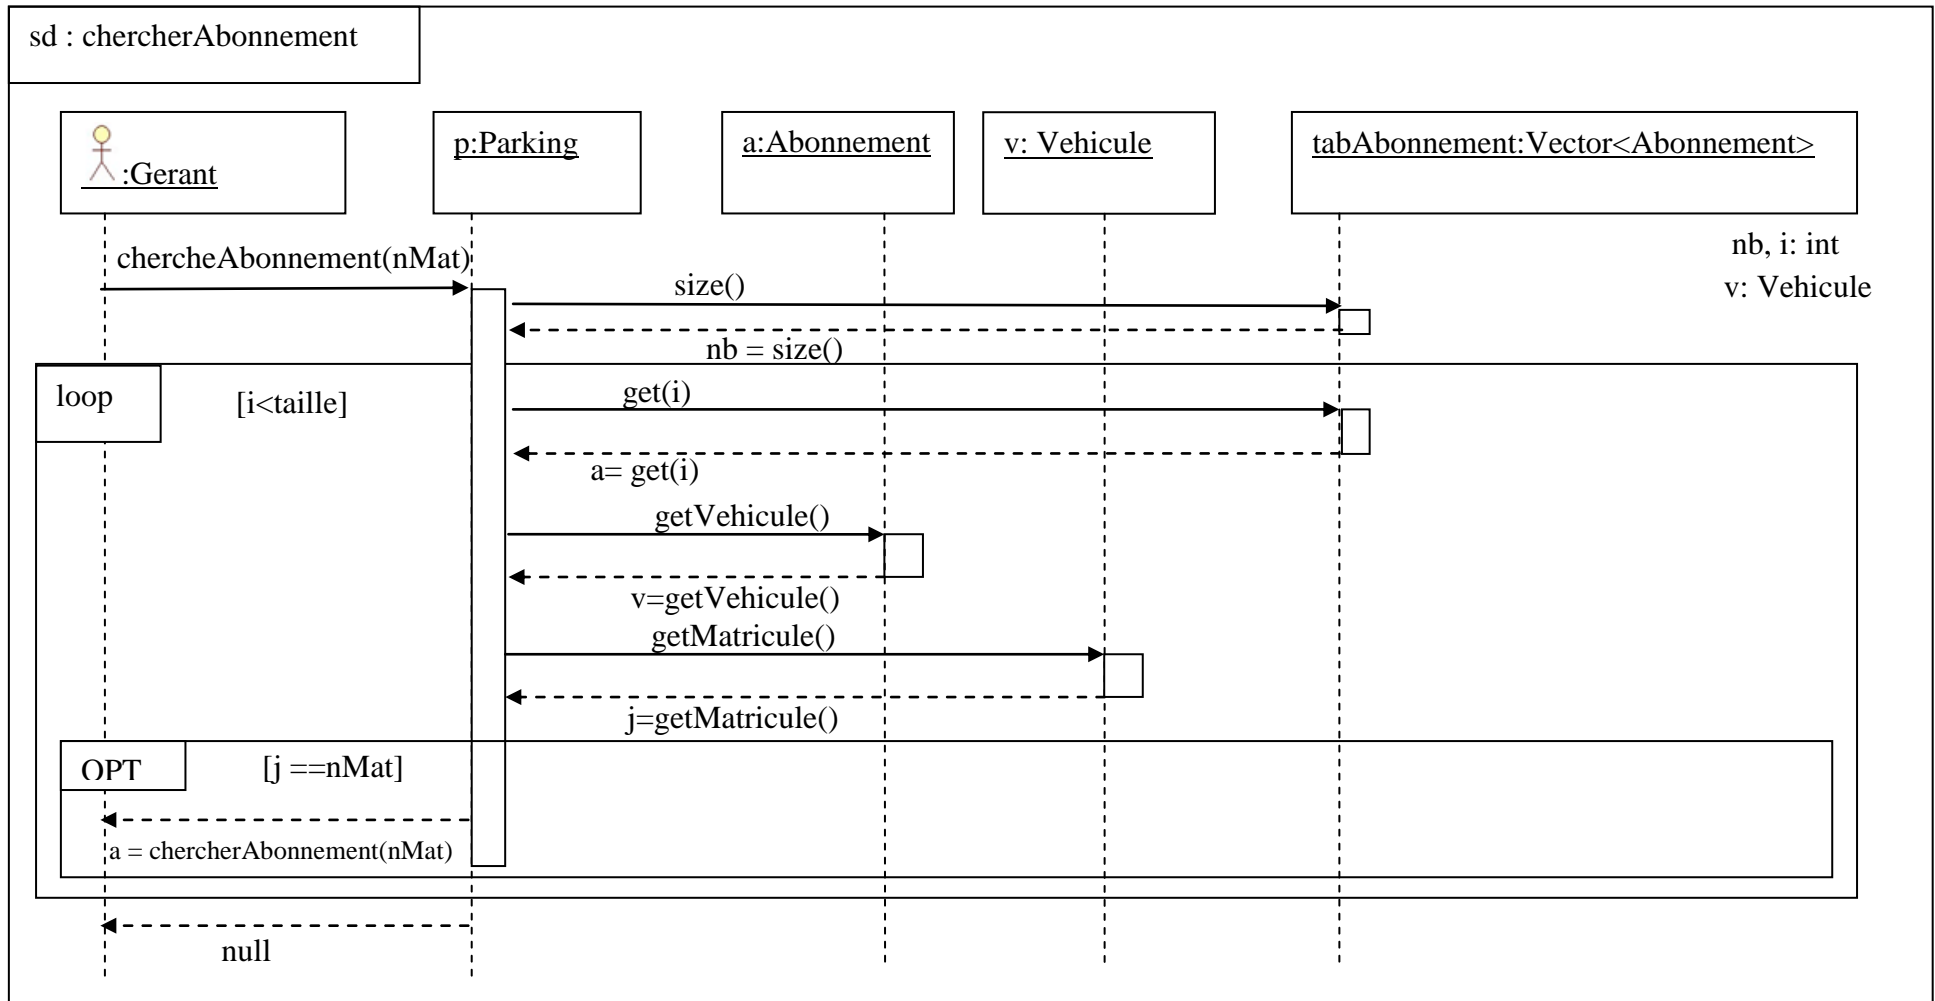 sd : chercherAbonnement
:Gerant
p:Parking
a:Abonnement
v: Vehicule
tabAbonnement:Vector<Abonnement>
nb, i: int
v: Vehicule
chercheAbonnement(nMat)
size()
nb = size()
loop
[i<taille]
get(i)
a= get(i)
getVehicule()
v=getVehicule()
getMatricule()
j=getMatricule()
OPT
[j ==nMat]
a = chercherAbonnement(nMat)
null